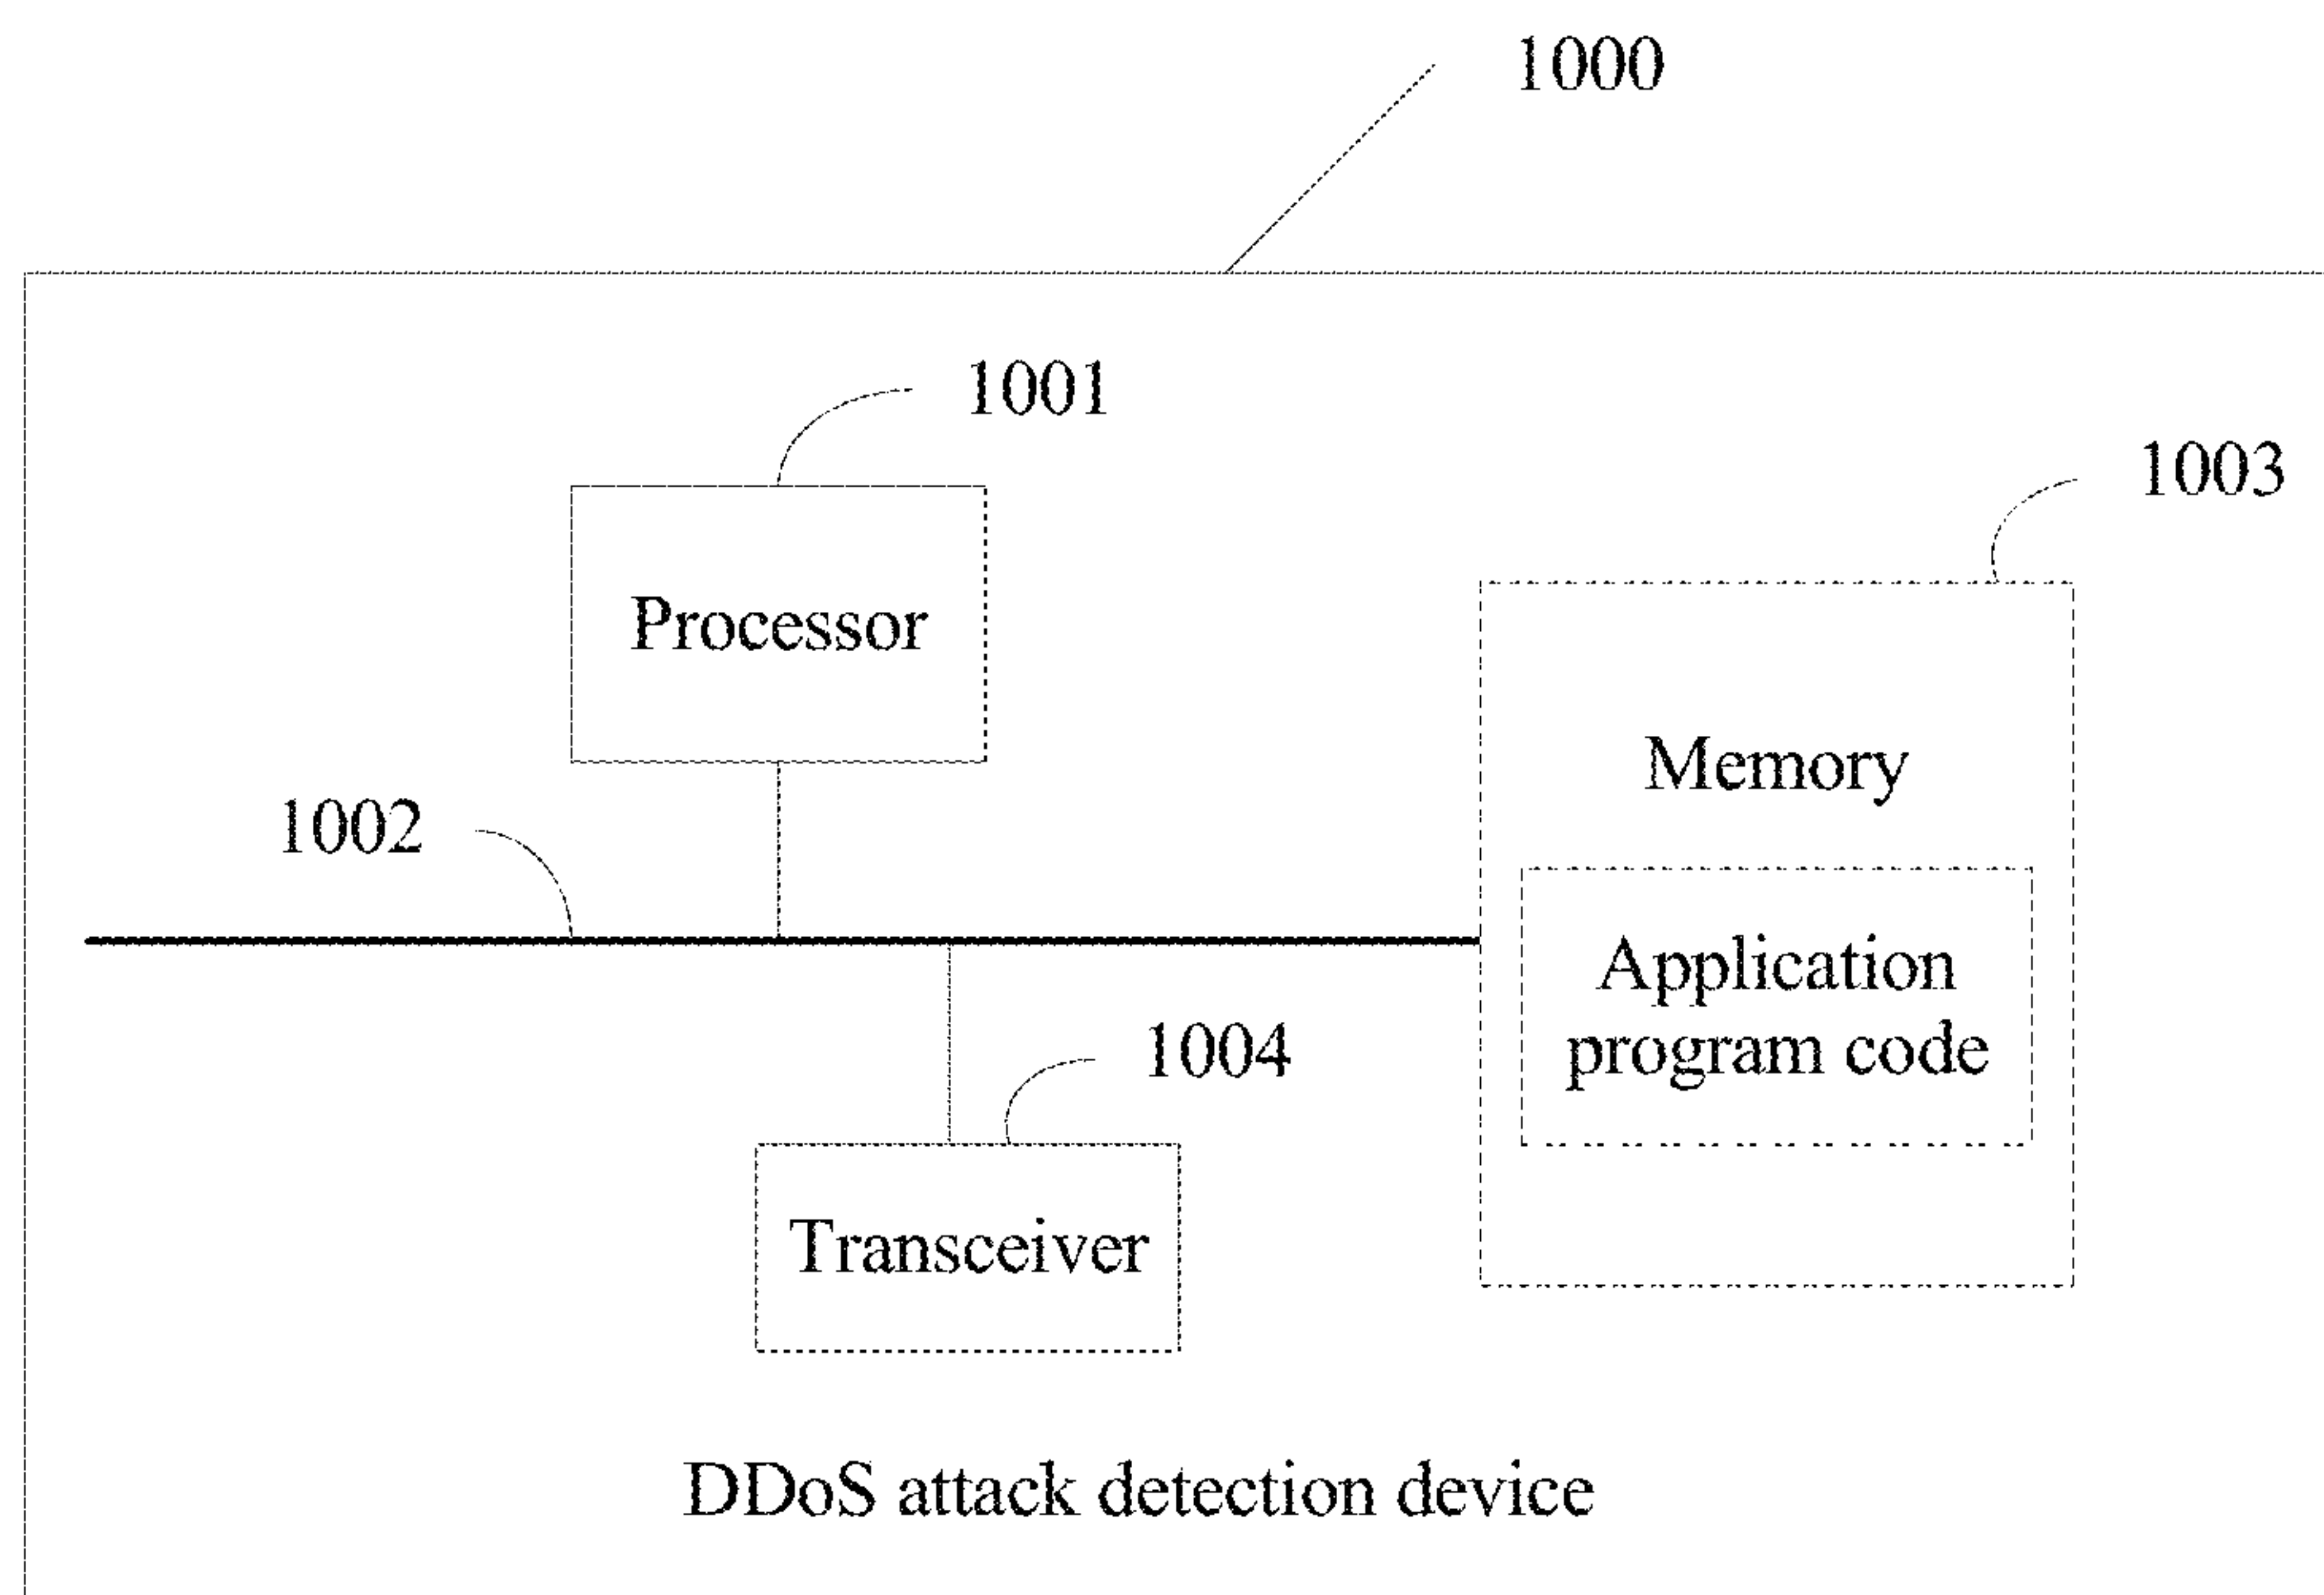 1000
1001
1003
Processor
Memory
1002
Application
program code
1004
Transceiver
DDoS attack detection device